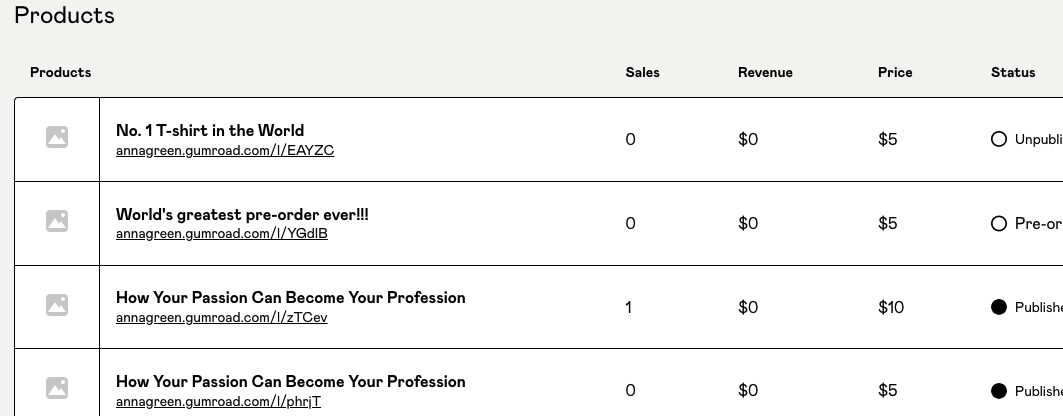 Products
Products Sales Revenue Price Status
No. 1 T-shirt in the World
annagreen.gumroad.com/l/EAYZC
0 $0 $5 Unpubli
World's greatest pre-order ever!!!
annagreen.gumroad.com/l/YGdIB
0 $0 $5 Pre-or
How Your Passion Can Become Your Profession
annagreen.gumroad.com/l/zTCev
1 $0 $10 Publishe
How Your Passion Can Become Your Profession
annagreen.gumroad.com/l/phrjT
0 $0 $5 Publishe